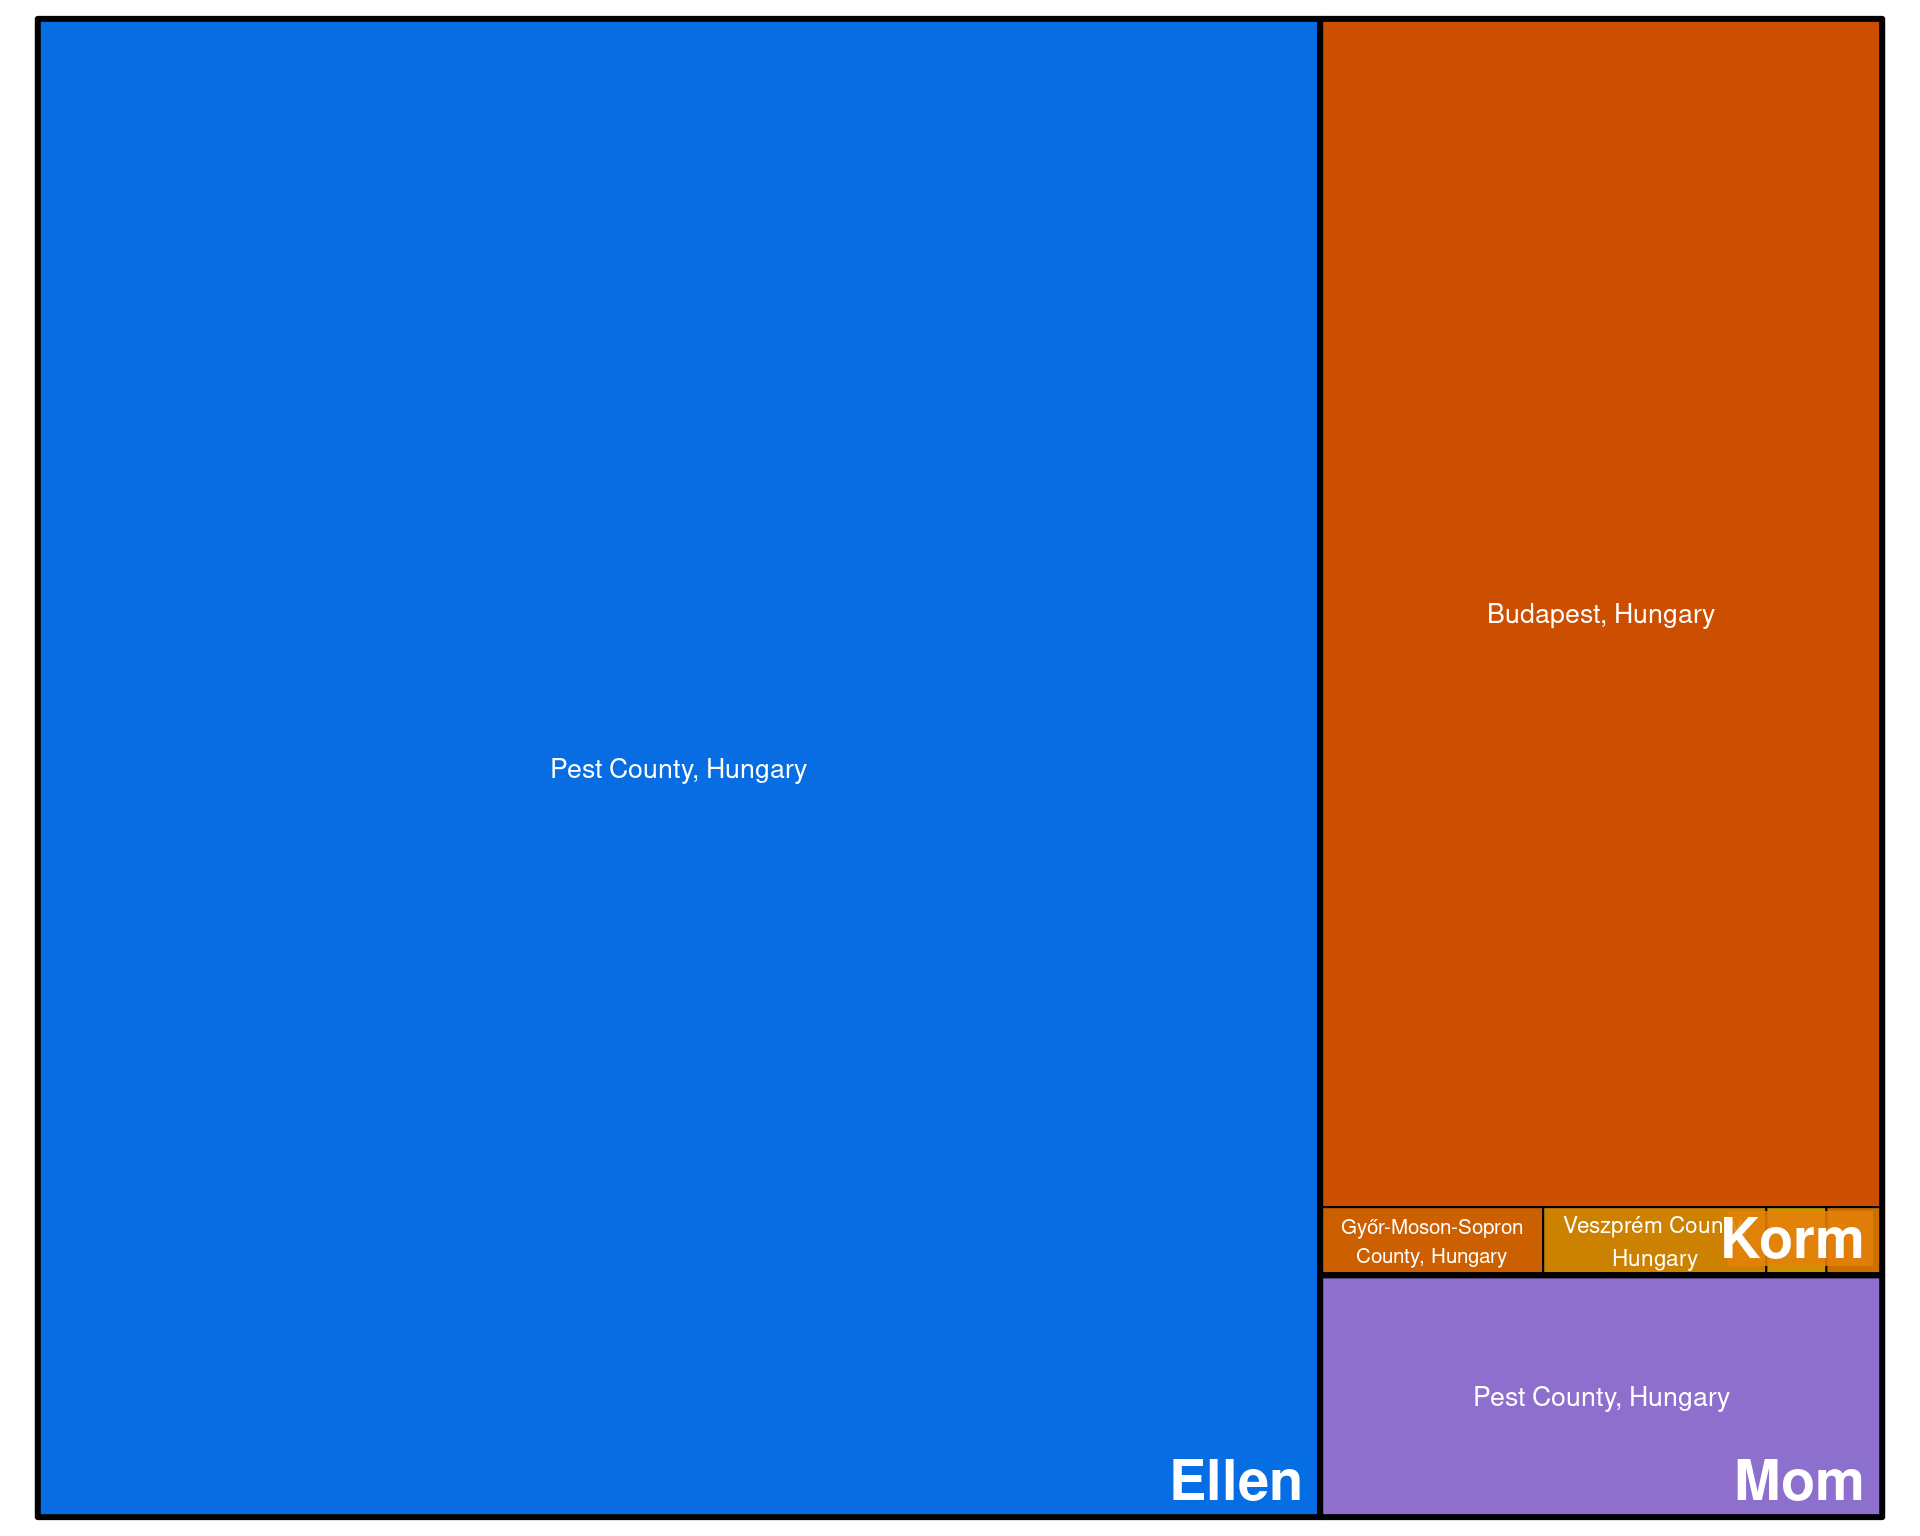 Budapest, Hungary
Pest County, Hungary
Győr-Moson-Sopron
County, Hungary
Veszprém Coun
Hungary
Korm
Pest County, Hungary
Ellen
Mom